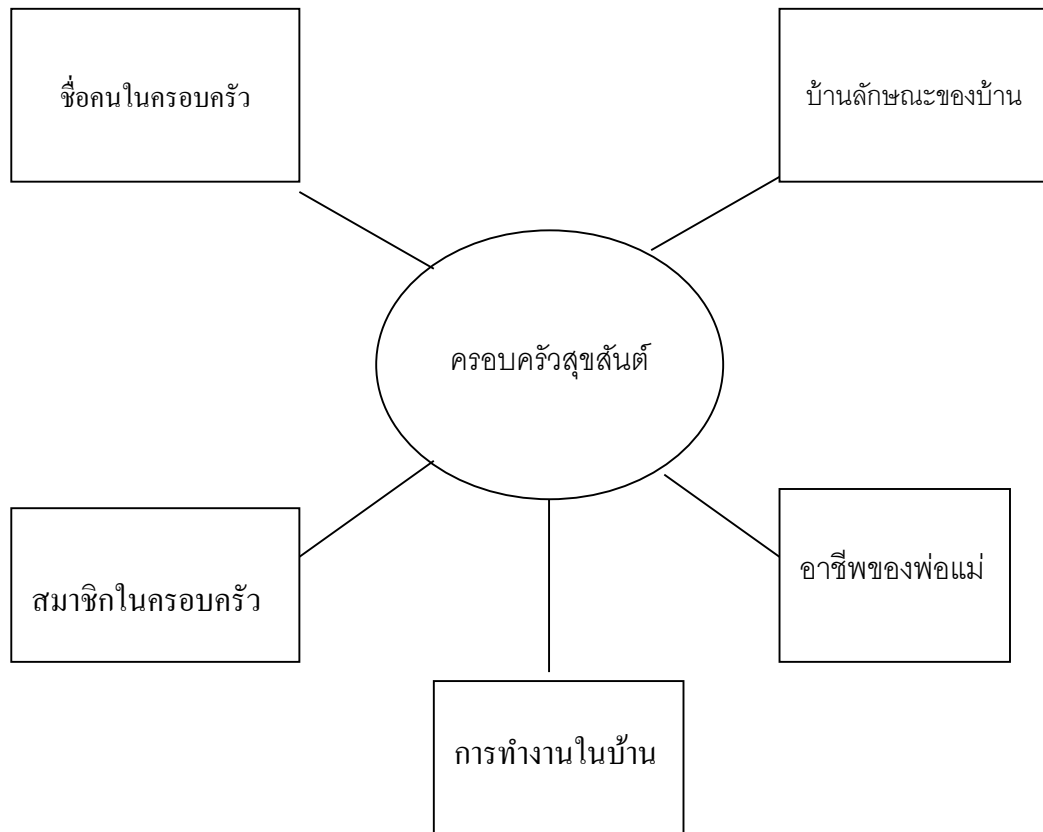 ชื่อคนในครอบครัว
บ้านลักษณะของบ้าน
ครอบครัวสุขสันต์
สมาชิกในครอบครัว
อาชีพของพ่อแม่
การทำงานในบ้าน